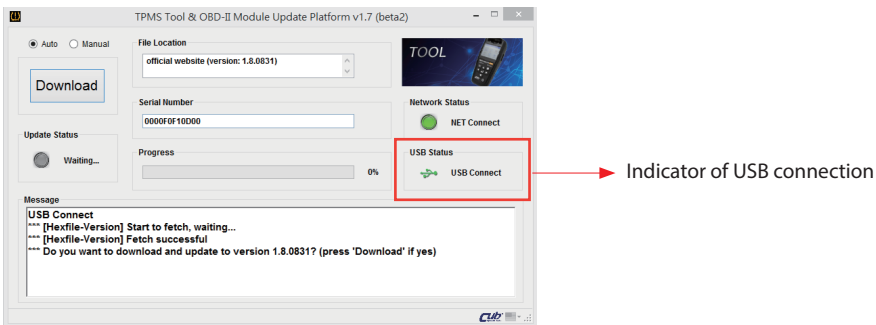 TPMS Tool & OBD-II Module Update Platform v1.7 (beta2)
Auto
Manual
File Location
official website (version: 1.8.0831)
TOOL
Download
Serial Number
0000F0F10D00
Network Status
NET Connect
Update Status
Waiting...
Progress
0%
USB Status
USB Connect
Indicator of USB connection
Message
USB Connect
*** [Hexfile-Version] Start to fetch, waiting...
*** [Hexfile-Version] Fetch successful
*** Do you want to download and update to version 1.8.0831? (press 'Download' if yes)
Cub